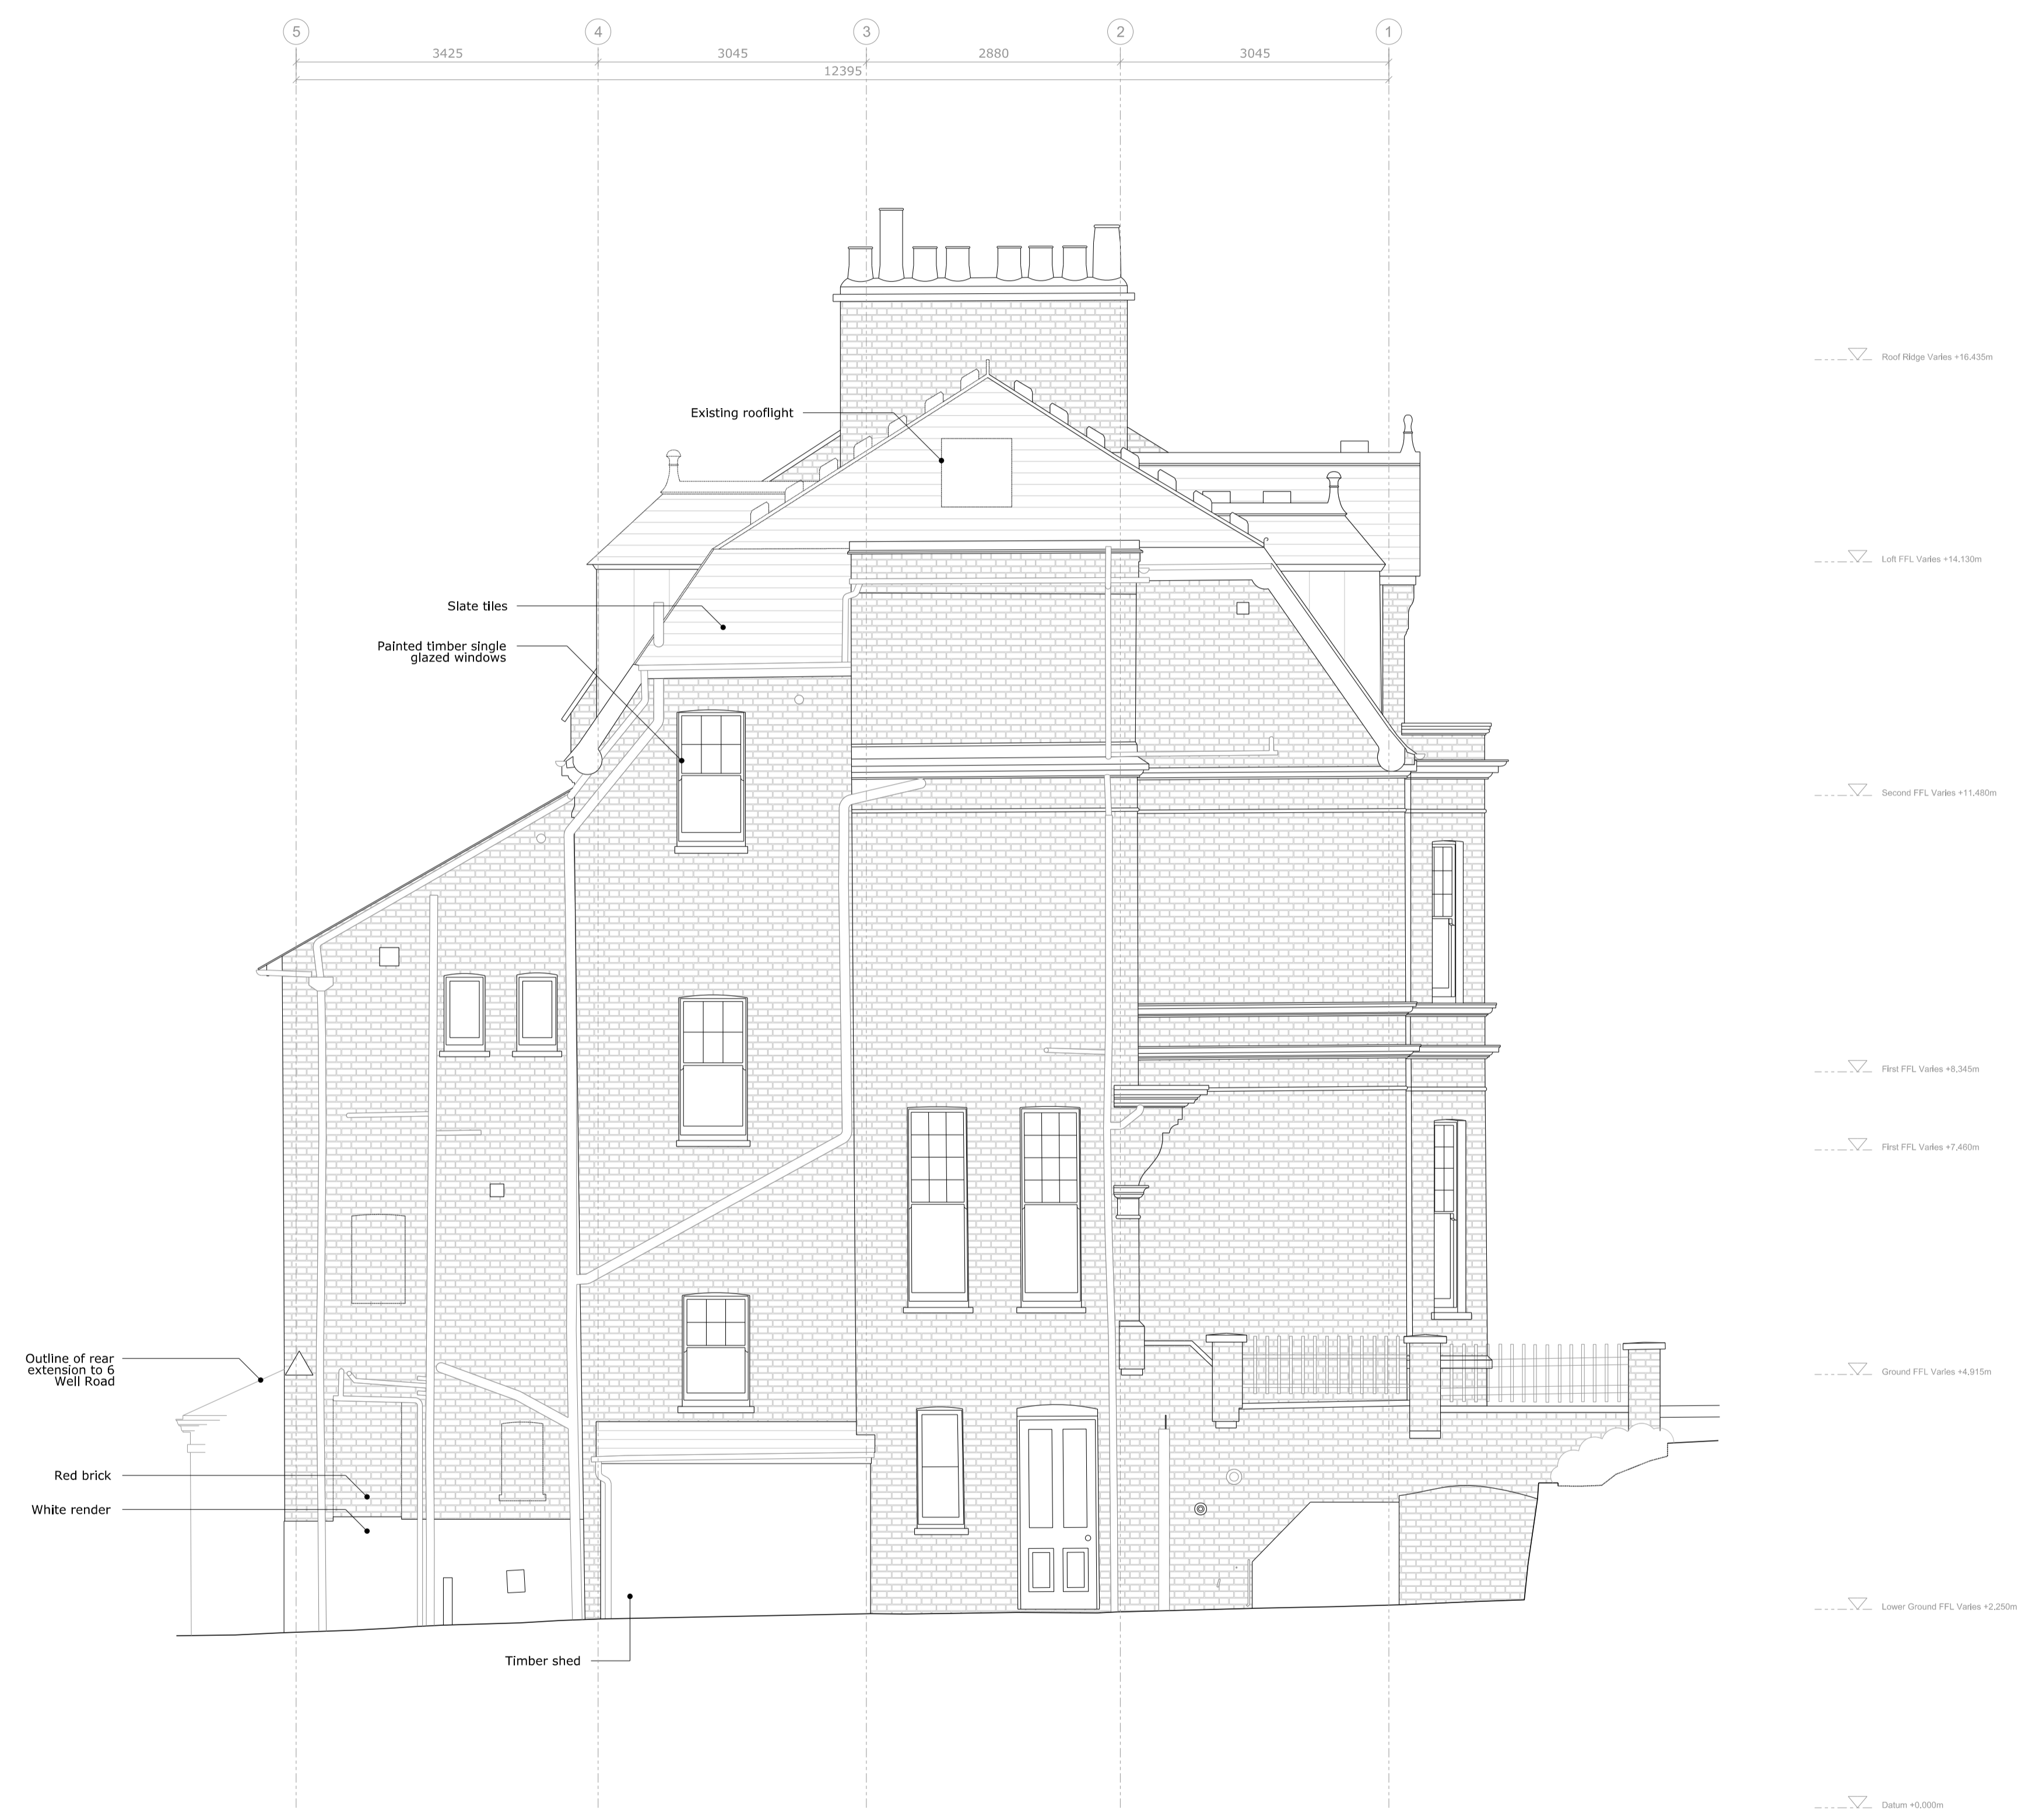 5
4
3
2
1
3425
3045
2880
3045
12395
Roof Ridge Varies +16.435m
Existing rooflight
Loft FFL Varies +14,130m
Slate tiles
Painted timber single
glazed windows
Second FFL Varies +11,480m
First FFL Varies +8,345m
First FFL Varies +7,460m
Outline of rear
extension to 6
Well Road
Ground FFL Varies +4,915m
Red brick
White render
Lower Ground FFL Varies +2,250m
Timber shed
Datum +0,000m